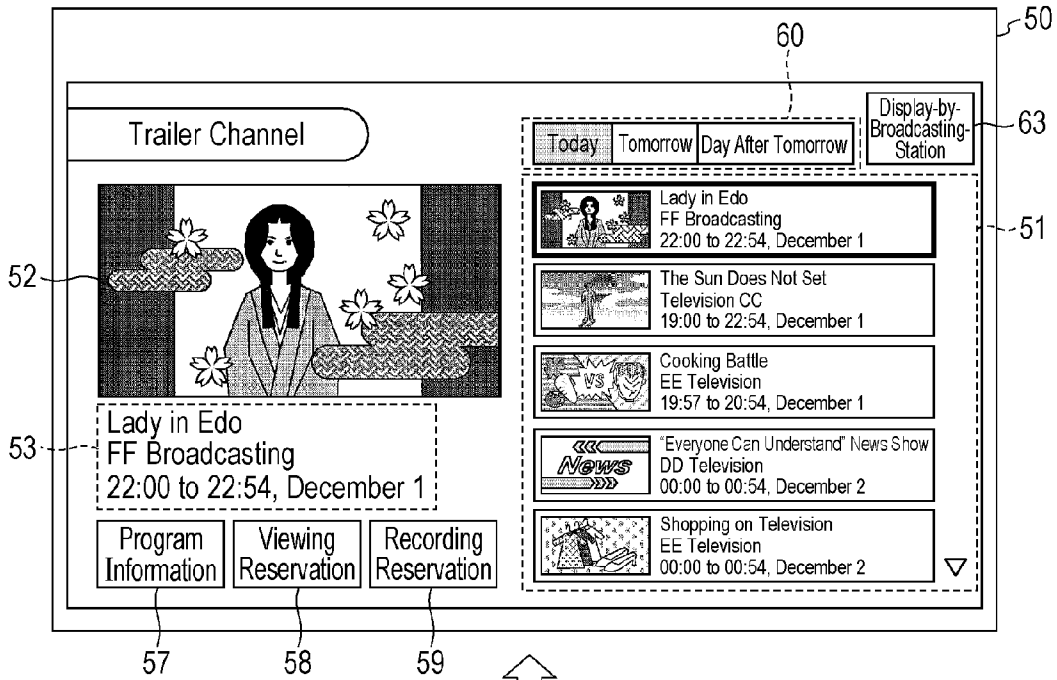 50
60
Trailer Channel
Today
Tomorrow
Day After Tomorrow
Display-by-
Broadcasting-
Station
63
52
Lady in Edo
FF Broadcasting
22:00 to 22:54, December 1
51
The Sun Does Not Set
Television CC
19:00 to 22:54, December 1
VS
Cooking Battle
EE Television
19:57 to 20:54, December 1
News
"Everyone Can Understand" News Show
DD Television
00:00 to 00:54, December 2
Shopping on Television
EE Television
00:00 to 00:54, December 2
53
Lady in Edo
FF Broadcasting
22:00 to 22:54, December 1
Program
Information
Viewing
Reservation
Recording
Reservation
57
58
59